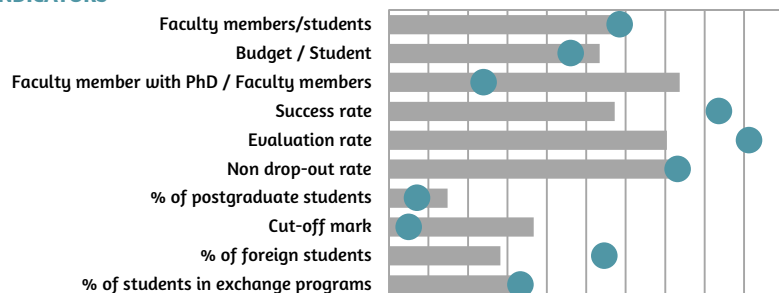 INDICATORS
Faculty members/students
Budget / Student
Faculty member with PhD / Faculty members
Success rate
Evaluation rate
Non drop-out rate
% of postgraduate students
Cut-off mark
% of foreign students
% of students in exchange programs